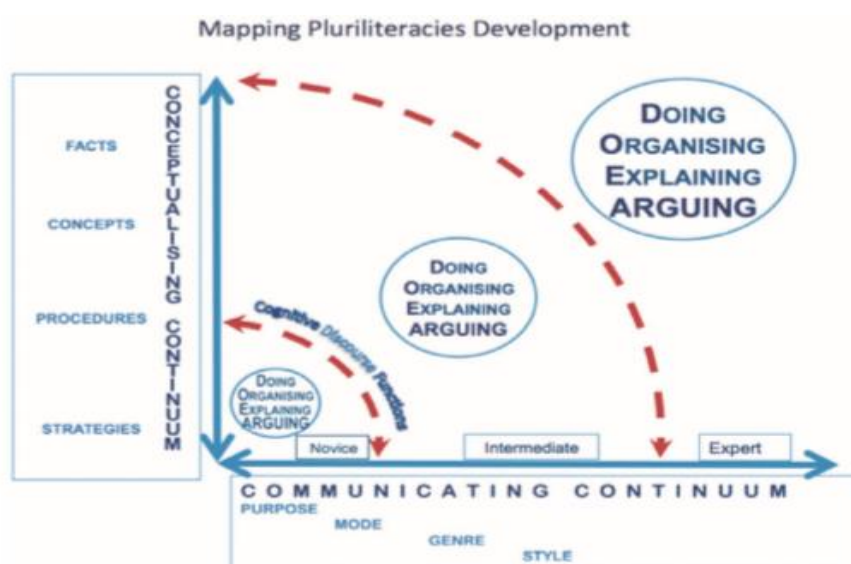 Mapping Pluriliteracies Development
CONCEPTUALISING CONTINUUM
FACTS
CONCEPTS
PROCEDURES
STRATEGIES
DOING
ORGANISING
EXPLAINING
ARGUING
DOING
ORGANISING
EXPLAINING
ARGUING
Cognitive Discourse Functions
DOING
ORGANISING
EXPLAINING
ARGUING
Novice
Intermediate
Expert
COMMUNICATING CONTINUUM
PURPOSE
MODE
GENRE
STYLE